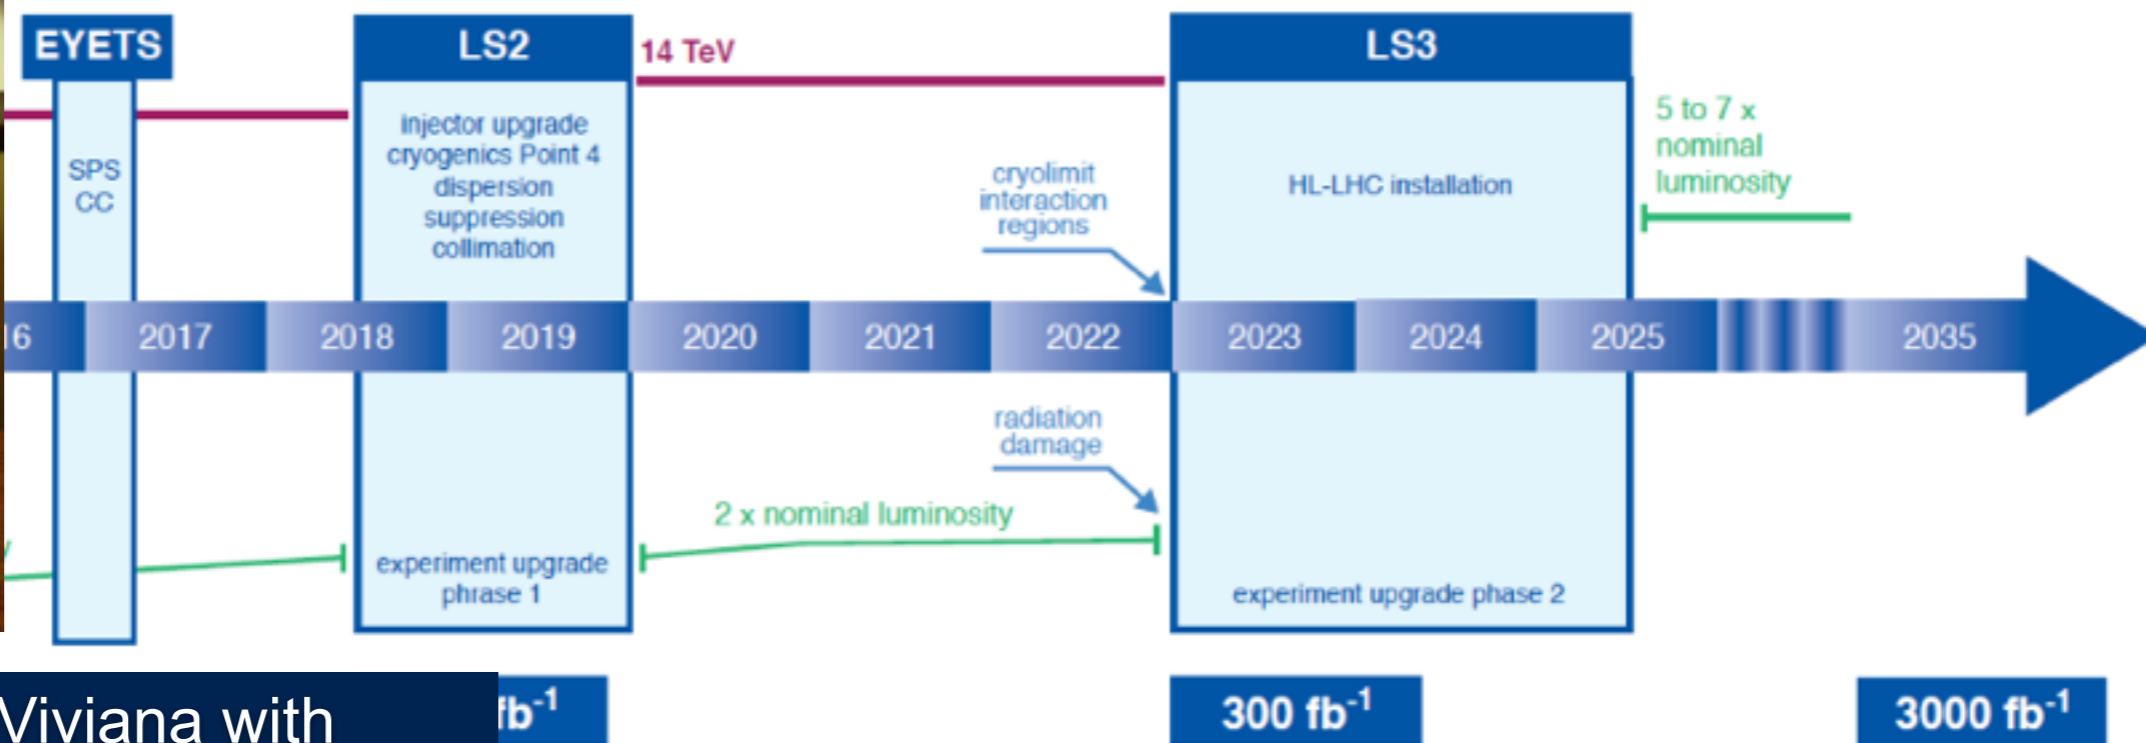 EYETS
LS2
14 TeV
LS3
5 to 7 x
nominal
luminosity
SPS
CC
injector upgrade
cryogenics Point 4
dispersion
suppression
collimation
cryolimit
interaction
regions
HL-LHC installation
16
2017
2018
2019
2020
2021
2022
2023
2024
2025
2035
radiation
damage
2 x nominal luminosity
experiment upgrade
phrase 1
experiment upgrade phase 2
Viviana with
fb-1
300 fb-1
3000 fb-1